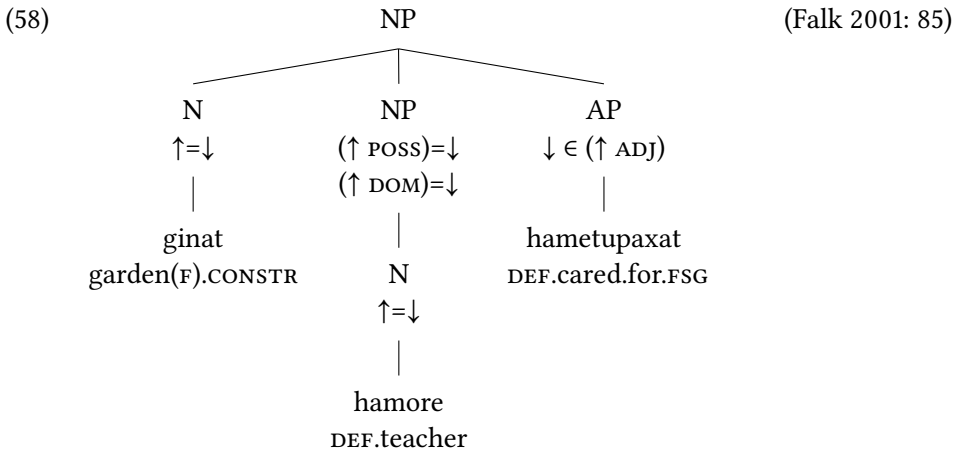 (58) NP (Falk 2001: 85)
N NP AP
↑=↓ (↑ POSS)=↓ ↓ ∈ (↑ ADJ)
(↑ DOM)=↓
ginat hametupaxat
garden(F).CONSTR N DEF.cared.for.FSG
↑=↓
hamore
DEF.teacher